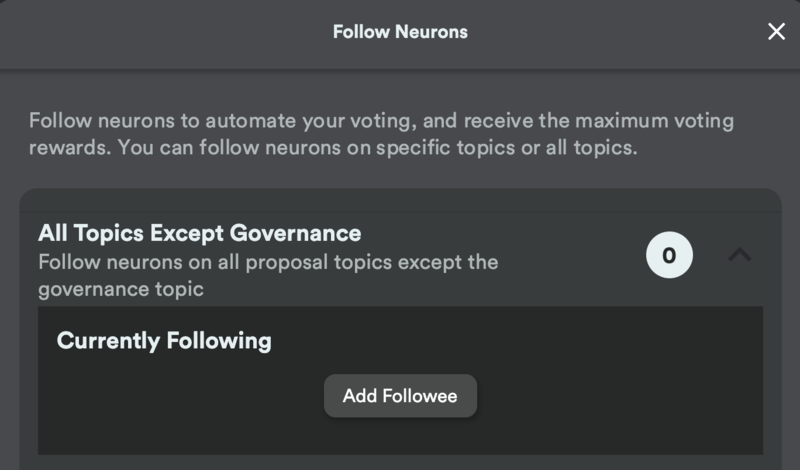 Follow Neurons
Follow neurons to automate your voting, and receive the maximum voting
rewards. You can follow neurons on specific topics or all topics.
All Topics Except Governance
Follow neurons on all proposal topics except the
governance topic
0
Currently Following
Add Followee